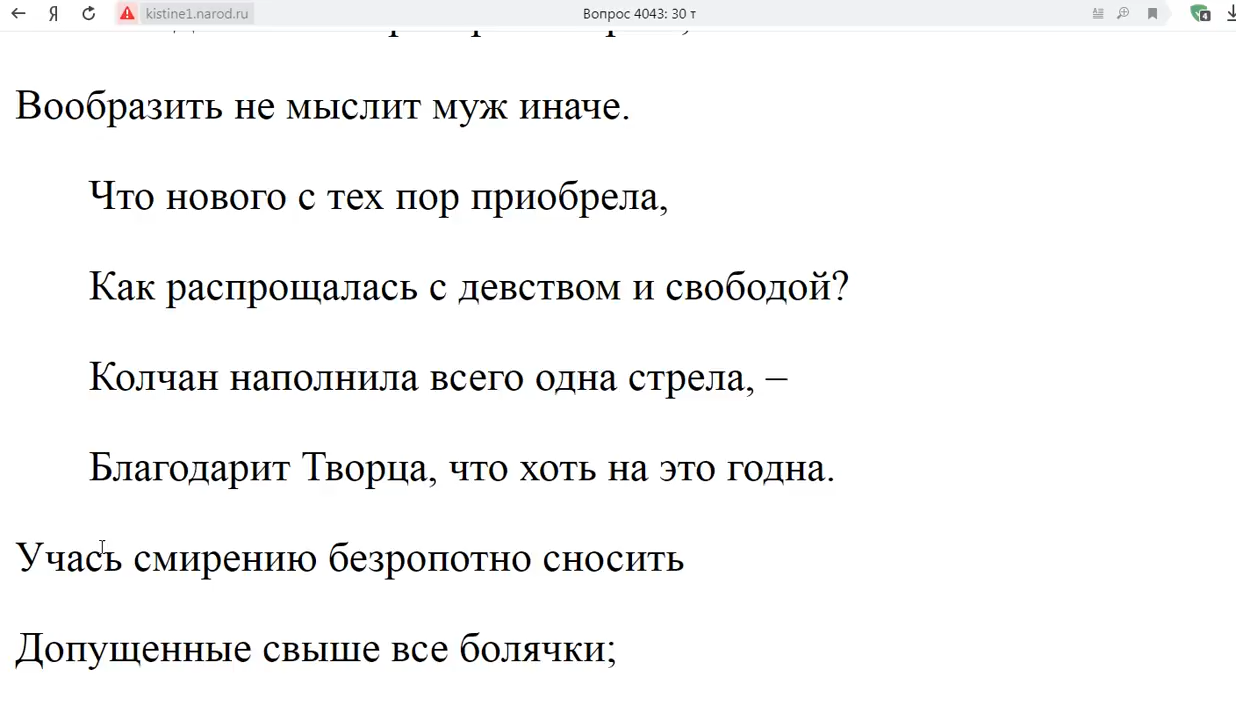 kistine1.narod.ru
Вопрос 4043: 30 т
4
Вообразить не мыслит муж иначе.
Что нового с тех пор приобрела,
Как распрощалась с девством и свободой?
Колчан наполнила всего одна стрела, –
Благодарит Творца, что хоть на это годна.
Учась смирению безропотно сносить
Допущенные свыше все болячки;